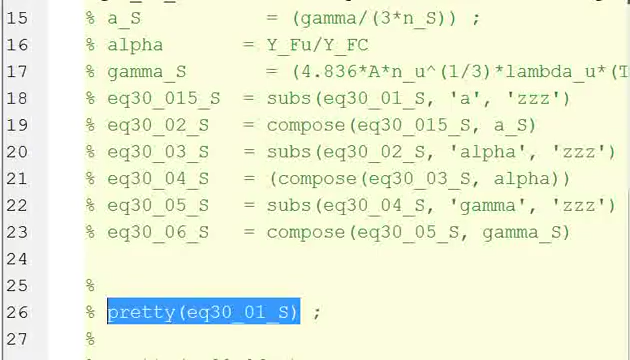 15 % a_S = (gamma/(3*n_S)) ;
16 % alpha = Y_Fu/Y_FC
17 % gamma_S = (4.836*A*n_u^(1/3)*lambda_u*(T
18 % eq30_015_S = subs(eq30_01_S, 'a', 'zzz')
19 % eq30_02_S = compose(eq30_015_S, a_S)
20 % eq30_03_S = subs(eq30_02_S, 'alpha', 'zzz')
21 % eq30_04_S = (compose(eq30_03_S, alpha))
22 % eq30_05_S = subs(eq30_04_S, 'gamma', 'zzz')
23 % eq30_06_S = compose(eq30_05_S, gamma_S)
24
25 %
26 % pretty(eq30_01_S) ;
27 %